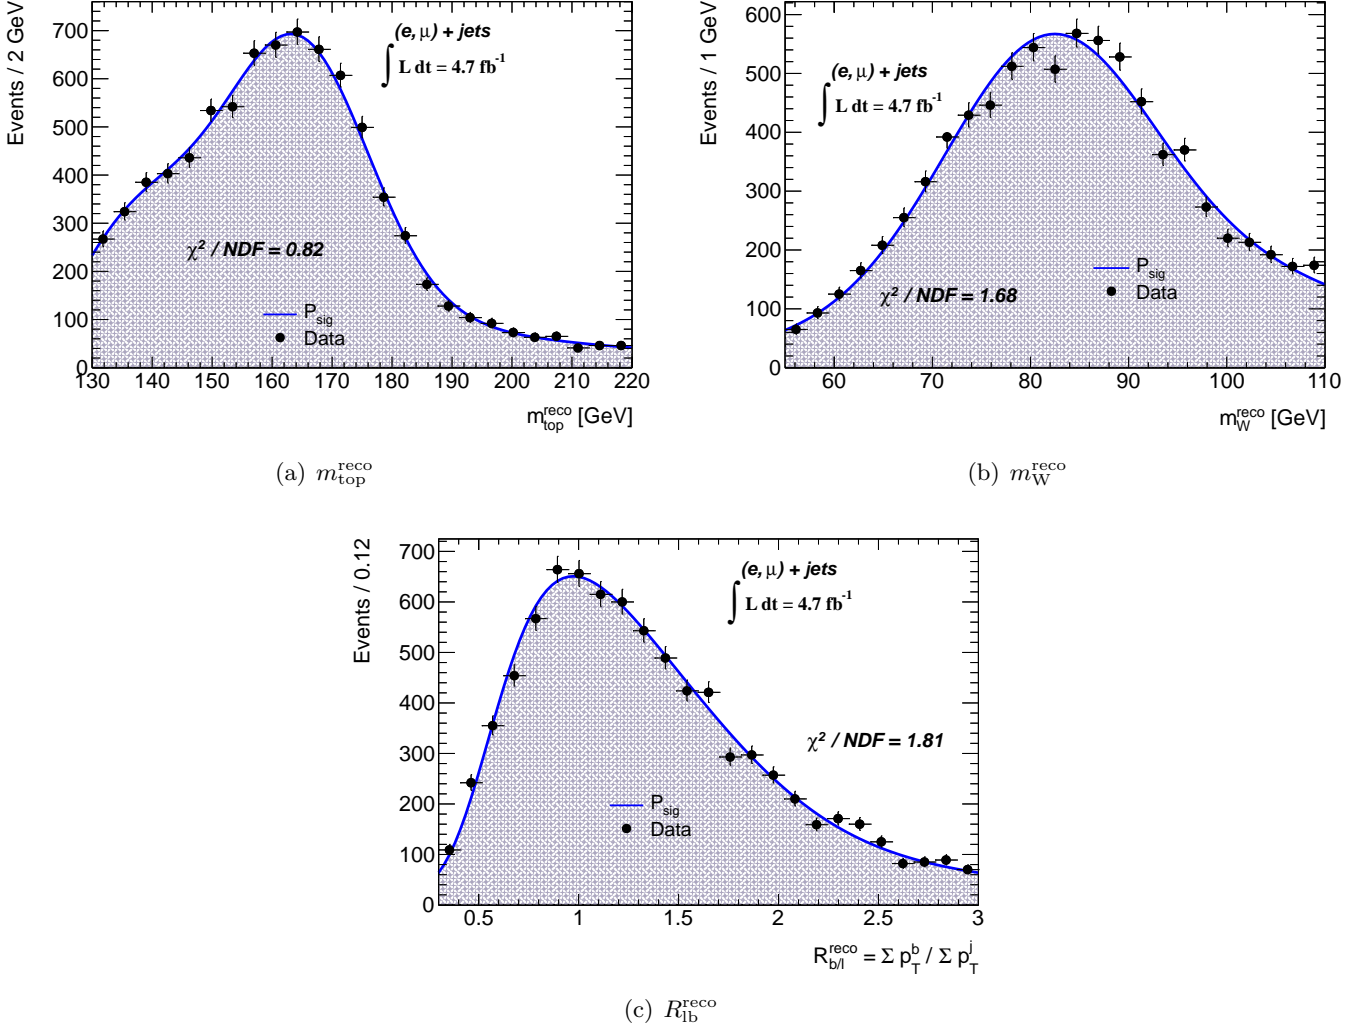 Events / 2 GeV
700
600
500
400
300
200
100
0
(e, μ) + jets
∫ L dt = 4.7 fb⁻¹
χ² / NDF = 0.82
P_sig
Data
130 140 150 160 170 180 190 200 210 220
m_top^reco [GeV]
(a) m_top^reco
Events / 1 GeV
600
500
400
300
200
100
0
(e, μ) + jets
∫ L dt = 4.7 fb⁻¹
P_sig
χ² / NDF = 1.68
Data
60 70 80 90 100 110
m_W^reco [GeV]
(b) m_W^reco
Events / 0.12
700
600
500
400
300
200
100
0
(e, μ) + jets
∫ L dt = 4.7 fb⁻¹
χ² / NDF = 1.81
P_sig
Data
0.5 1 1.5 2 2.5 3
R_b/l^reco = Σ p_T^b / Σ p_T^j
(c) R_lb^reco